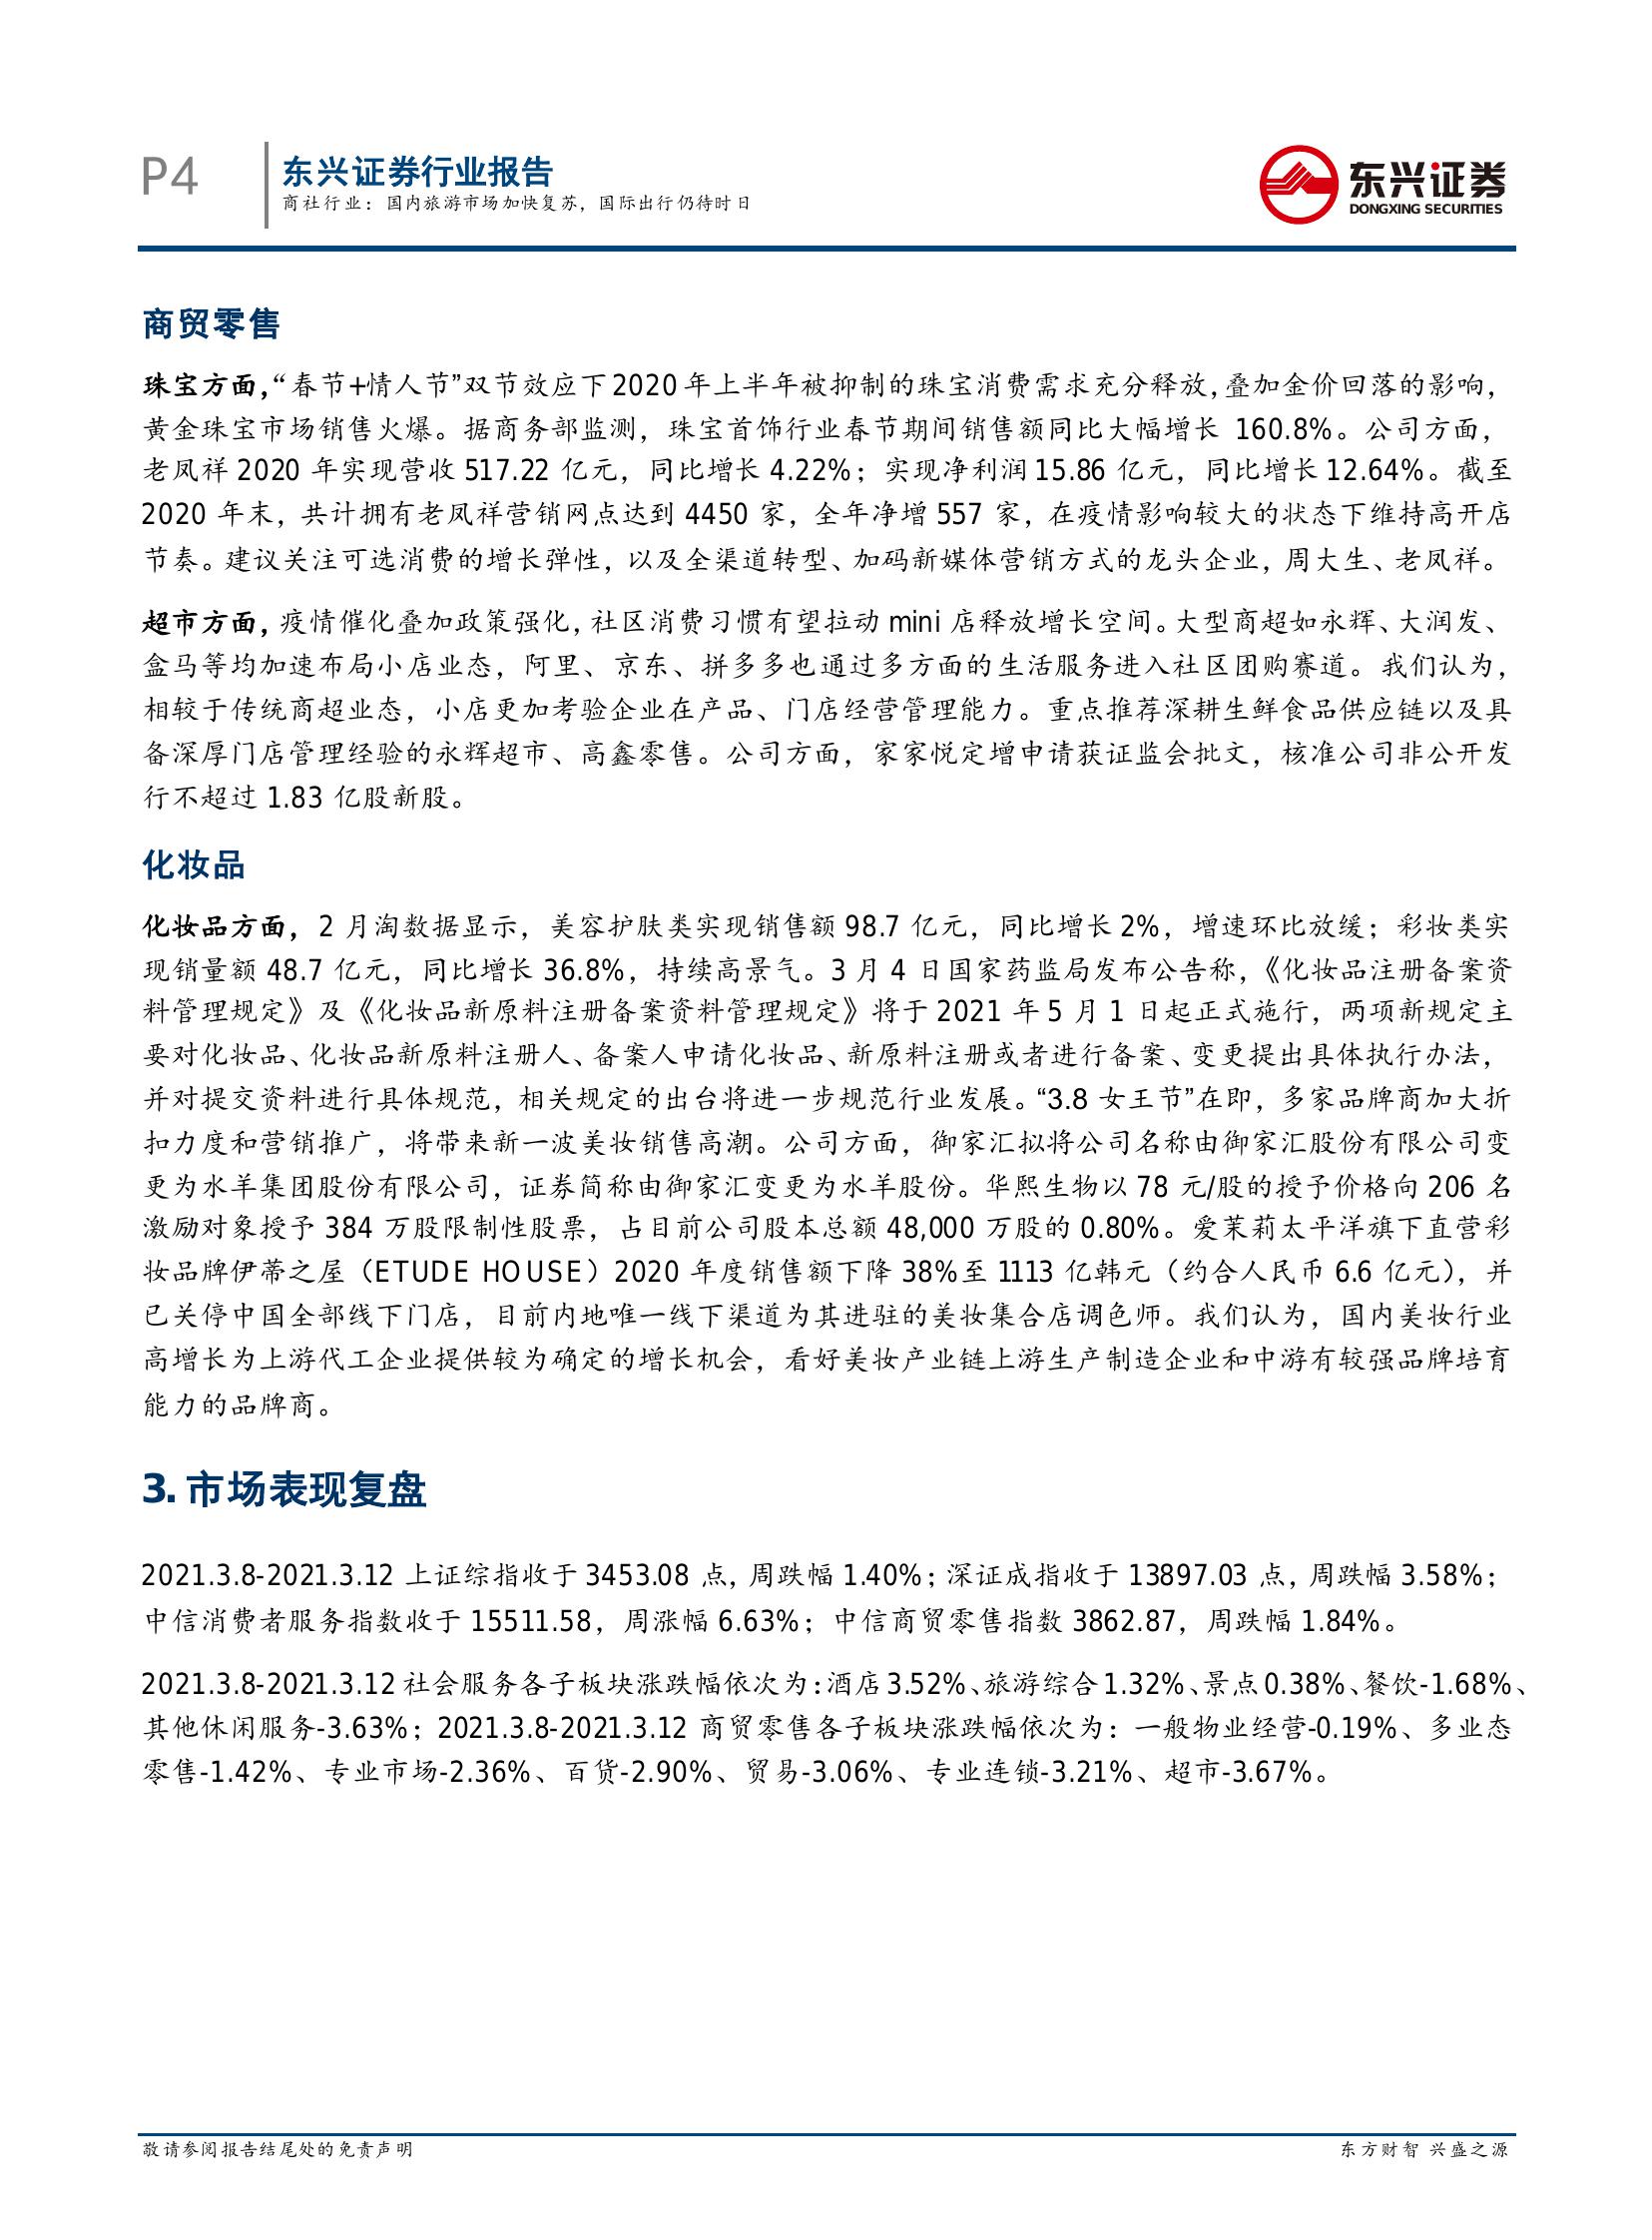 P4
东兴证券行业报告
商社行业：国内旅游市场加快复苏，国际出行仍待时日
东兴证券
DONGXING SECURITIES
商贸零售
珠宝方面，“春节+情人节”双节效应下 2020 年上半年被抑制的珠宝消费需求充分释放，叠加金价回落的影响，
黄金珠宝市场销售火爆。据商务部监测，珠宝首饰行业春节期间销售额同比大幅增长 160.8%。公司方面，
老凤祥 2020 年实现营收 517.22 亿元，同比增长 4.22%；实现净利润 15.86 亿元，同比增长 12.64%。截至
2020 年末，共计拥有老凤祥营销网点达到 4450 家，全年净增 557 家，在疫情影响较大的状态下维持高开店
节奏。建议关注可选消费的增长弹性，以及全渠道转型、加码新媒体营销方式的龙头企业，周大生、老凤祥。
超市方面，疫情催化叠加政策强化，社区消费习惯有望拉动 mini 店释放增长空间。大型商超如永辉、大润发、
盒马等均加速布局小店业态，阿里、京东、拼多多也通过多方面的生活服务进入社区团购赛道。我们认为，
相较于传统商超业态，小店更加考验企业在产品、门店经营管理能力。重点推荐深耕生鲜食品供应链以及具
备深厚门店管理经验的永辉超市、高鑫零售。公司方面，家家悦定增申请获证监会批文，核准公司非公开发
行不超过 1.83 亿股新股。
化妆品
化妆品方面，2 月淘数据显示，美容护肤类实现销售额 98.7 亿元，同比增长 2%，增速环比放缓；彩妆类实
现销量额 48.7 亿元，同比增长 36.8%，持续高景气。3 月 4 日国家药监局发布公告称，《化妆品注册备案资
料管理规定》及《化妆品新原料注册备案资料管理规定》将于 2021 年 5 月 1 日起正式施行，两项新规定主
要对化妆品、化妆品新原料注册人、备案人申请化妆品、新原料注册或者进行备案、变更提出具体执行办法，
并对提交资料进行具体规范，相关规定的出台将进一步规范行业发展。“3.8 女王节”在即，多家品牌商加大折
扣力度和营销推广，将带来新一波美妆销售高潮。公司方面，御家汇拟将公司名称由御家汇股份有限公司变
更为水羊集团股份有限公司，证券简称由御家汇变更为水羊股份。华熙生物以 78 元/股的授予价格向 206 名
激励对象授予 384 万股限制性股票，占目前公司股本总额 48,000 万股的 0.80%。爱茉莉太平洋旗下直营彩
妆品牌伊蒂之屋（ETUDE HOUSE）2020 年度销售额下降 38%至 1113 亿韩元（约合人民币 6.6 亿元），并
已关停中国全部线下门店，目前内地唯一线下渠道为其进驻的美妆集合店调色师。我们认为，国内美妆行业
高增长为上游代工企业提供较为确定的增长机会，看好美妆产业链上游生产制造企业和中游有较强品牌培育
能力的品牌商。
3. 市场表现复盘
2021.3.8-2021.3.12 上证综指收于 3453.08 点，周跌幅 1.40%；深证成指收于 13897.03 点，周跌幅 3.58%；
中信消费者服务指数收于 15511.58，周涨幅 6.63%；中信商贸零售指数 3862.87，周跌幅 1.84%。
2021.3.8-2021.3.12 社会服务各子板块涨跌幅依次为：酒店 3.52%、旅游综合 1.32%、景点 0.38%、餐饮-1.68%、
其他休闲服务-3.63%；2021.3.8-2021.3.12 商贸零售各子板块涨跌幅依次为：一般物业经营-0.19%、多业态
零售-1.42%、专业市场-2.36%、百货-2.90%、贸易-3.06%、专业连锁-3.21%、超市-3.67%。
敬请参阅报告结尾处的免责声明
东方财智 兴盛之源